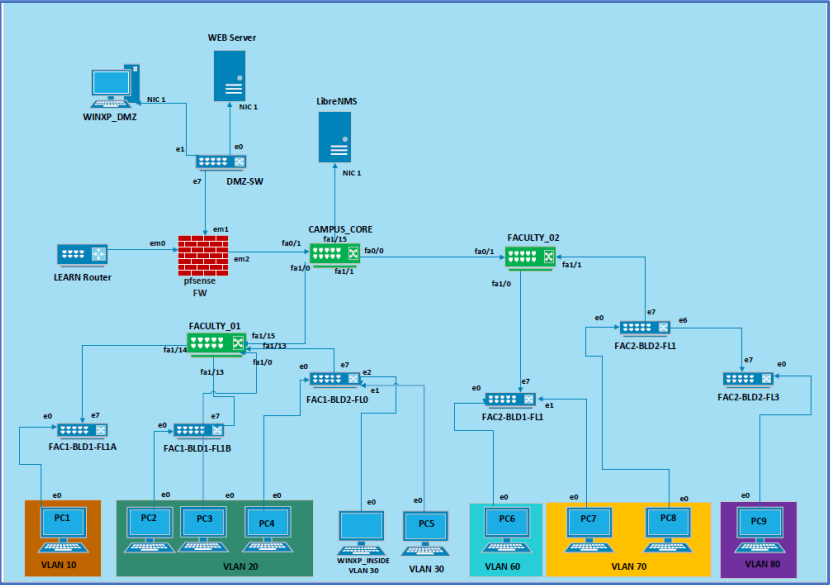 WEB Server
NIC 1
WINXP_DMZ
NIC 1
LibreNMS
NIC 1
e1
e0
DMZ-SW
e7
em1
em0
LEARN Router
pfsense
FW
em2
fa0/1
CAMPUS_CORE
fa1/15
fa0/0
fa1/0
fa1/1
FACULTY_02
fa0/1
fa1/1
fa1/0
FACULTY_01
fa1/15
fa1/14
fa1/13
fa1/0
fa1/13
e7
e6
e0
FAC2-BLD2-FL1
e7
e0
FAC2-BLD2-FL3
e0
e7
e2
e1
FAC1-BLD2-FL0
e7
e0
e1
FAC2-BLD1-FL1
e0
e7
FAC1-BLD1-FL1A
e0
e7
FAC1-BLD1-FL1B
e0
e0
e0
e0
e0
e0
e0
e0
e0
e0
PC1
PC2
PC3
PC4
PC5
PC6
PC7
PC8
PC9
VLAN 10
VLAN 20
WINXP_INSIDE
VLAN 30
VLAN 30
VLAN 60
VLAN 70
VLAN 80